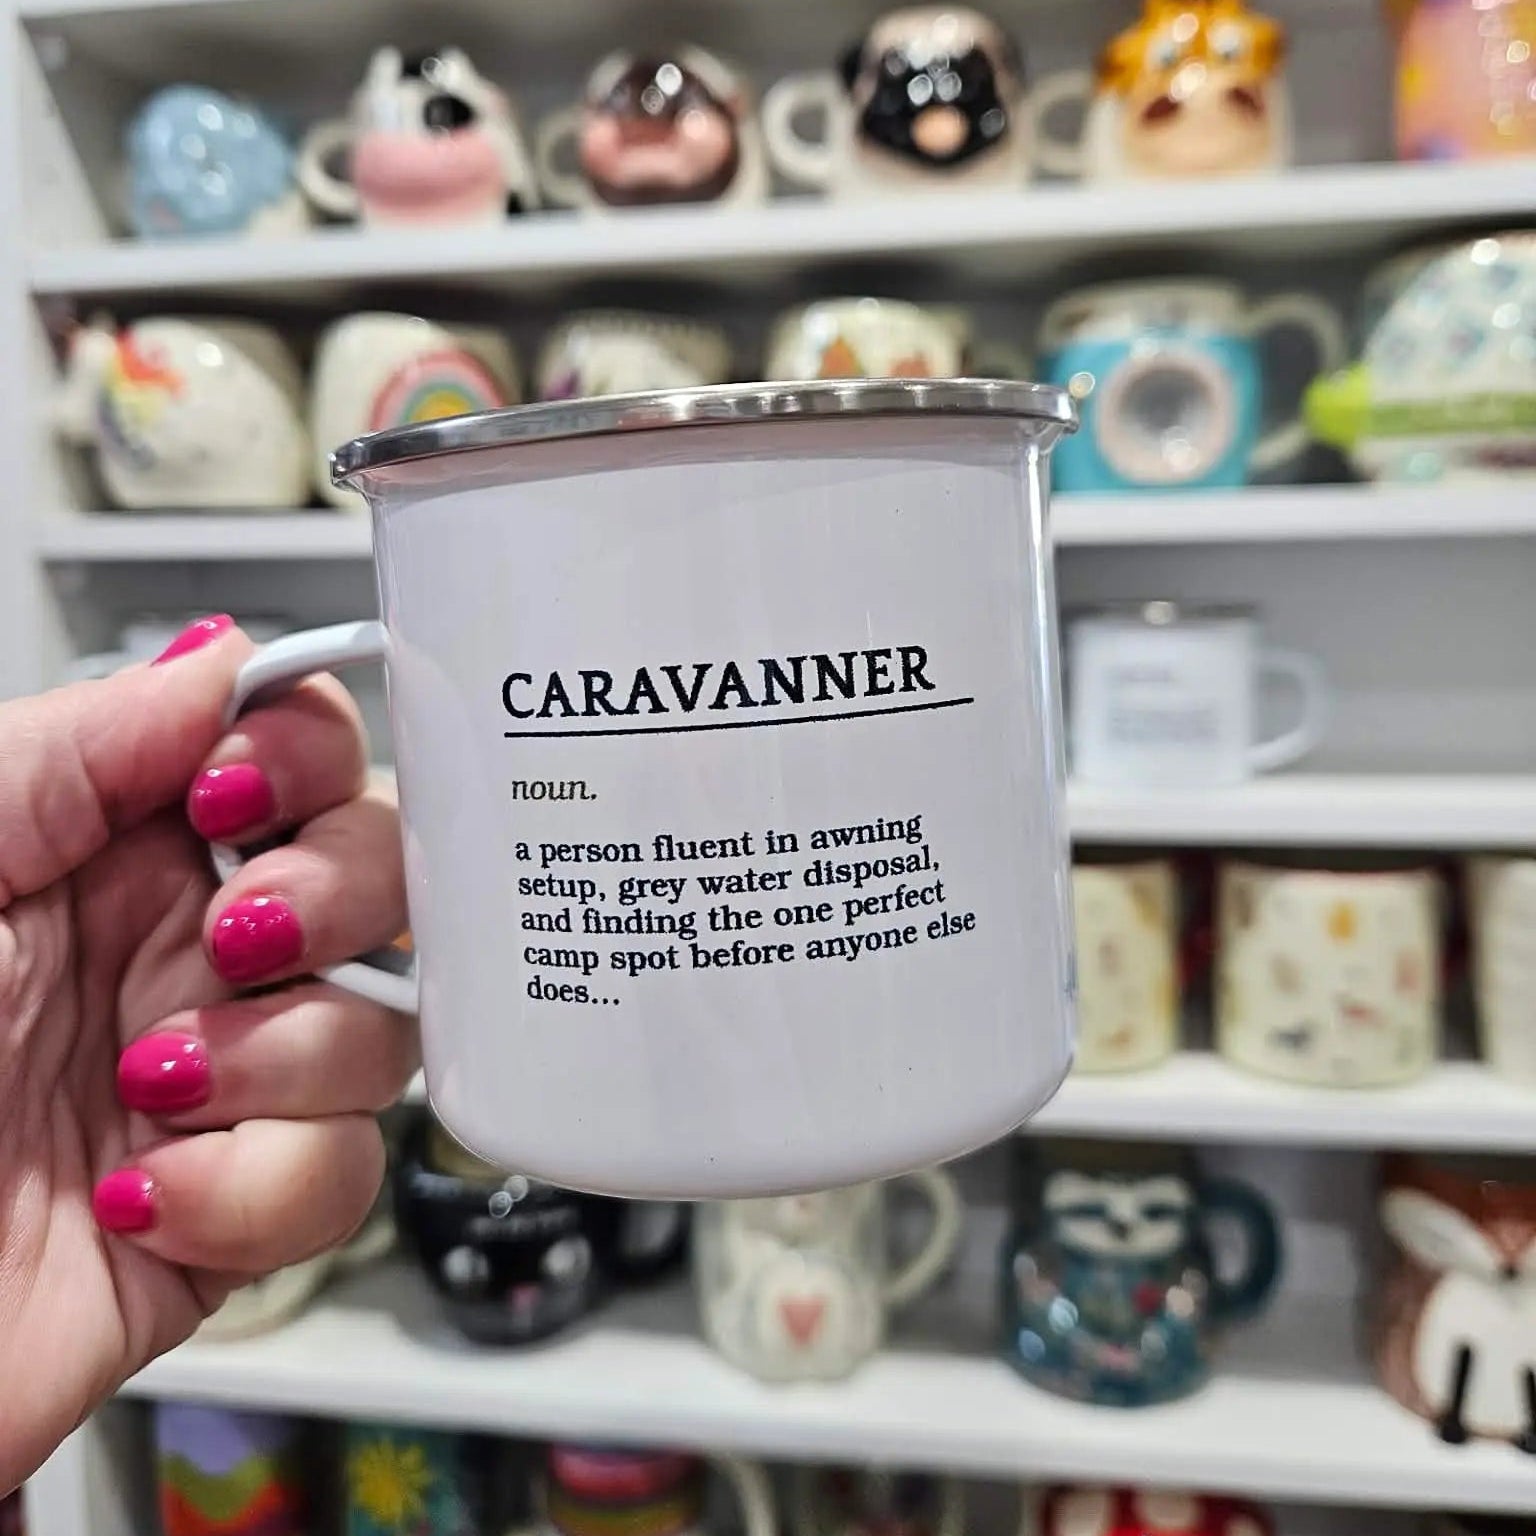 CARAVANNER
noun.
a person fluent in awning
setup, grey water disposal,
and finding the one perfect
camp spot before anyone else
does...